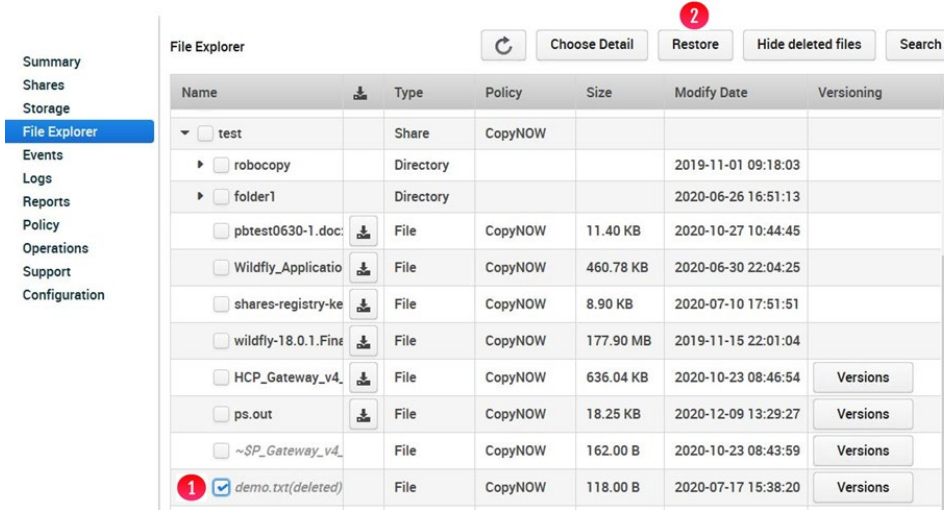 2
File Explorer Choose Detail Restore Hide deleted files Search
Summary
Shares
Storage
File Explorer
Events
Logs
Reports
Policy
Operations
Support
Configuration
Name Type Policy Size Modify Date Versioning
test Share CopyNOW
robocopy Directory 2019-11-01 09:18:03
folder1 Directory 2020-06-26 16:51:13
pbtest0630-1.doc File CopyNOW 11.40 KB 2020-10-27 10:44:45
Wildfly_Applicatio File CopyNOW 460.78 KB 2020-06-30 22:04:25
shares-registry-ke File CopyNOW 8.90 KB 2020-07-10 17:51:51
wildfly-18.0.1.Fina File CopyNOW 177.90 MB 2019-11-15 22:01:04
HCP_Gateway_v4_ File CopyNOW 636.04 KB 2020-10-23 08:46:54 Versions
ps.out File CopyNOW 18.25 KB 2020-12-09 13:29:27 Versions
~$P_Gateway_v4_ File CopyNOW 162.00 B 2020-10-23 08:43:59 Versions
1 demo.txt(deleted) File CopyNOW 118.00 B 2020-07-17 15:38:20 Versions